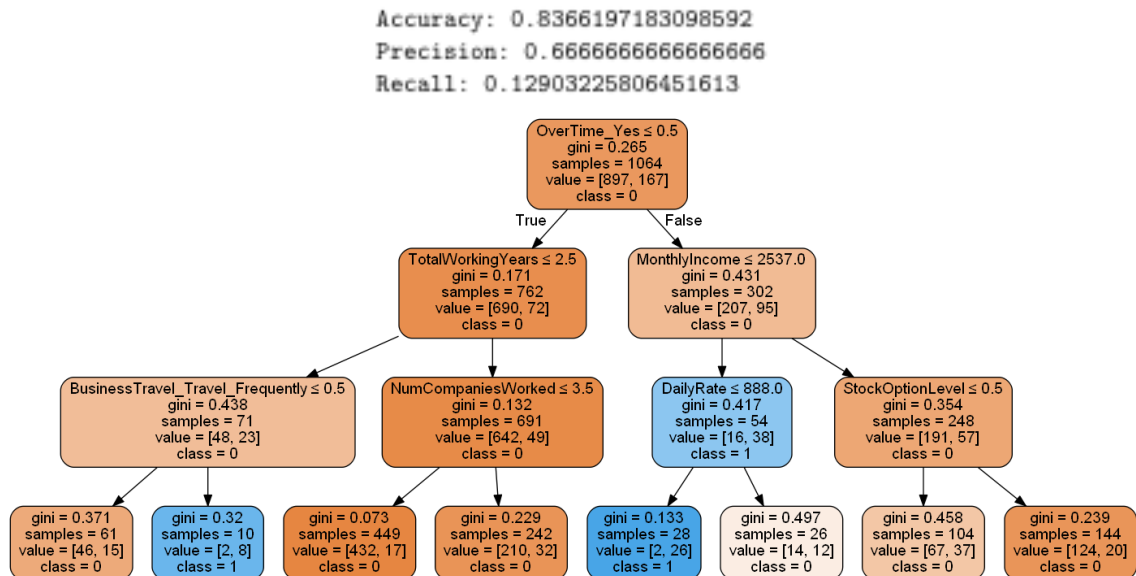 Accuracy: 0.8366197183098592
Precision: 0.6666666666666666
Recall: 0.12903225806451613
OverTime_Yes ≤ 0.5
gini = 0.265
samples = 1064
value = [897, 167]
class = 0
True
False
TotalWorkingYears ≤ 2.5
gini = 0.171
samples = 762
value = [690, 72]
class = 0
MonthlyIncome ≤ 2537.0
gini = 0.431
samples = 302
value = [207, 95]
class = 0
BusinessTravel_Travel_Frequently ≤ 0.5
gini = 0.438
samples = 71
value = [48, 23]
class = 0
NumCompaniesWorked ≤ 3.5
gini = 0.132
samples = 691
value = [642, 49]
class = 0
DailyRate ≤ 888.0
gini = 0.417
samples = 54
value = [16, 38]
class = 1
StockOptionLevel ≤ 0.5
gini = 0.354
samples = 248
value = [191, 57]
class = 0
gini = 0.371
samples = 61
value = [46, 15]
class = 0
gini = 0.32
samples = 10
value = [2, 8]
class = 1
gini = 0.073
samples = 449
value = [432, 17]
class = 0
gini = 0.229
samples = 242
value = [210, 32]
class = 0
gini = 0.133
samples = 28
value = [2, 26]
class = 1
gini = 0.497
samples = 26
value = [14, 12]
class = 0
gini = 0.458
samples = 104
value = [67, 37]
class = 0
gini = 0.239
samples = 144
value = [124, 20]
class = 0